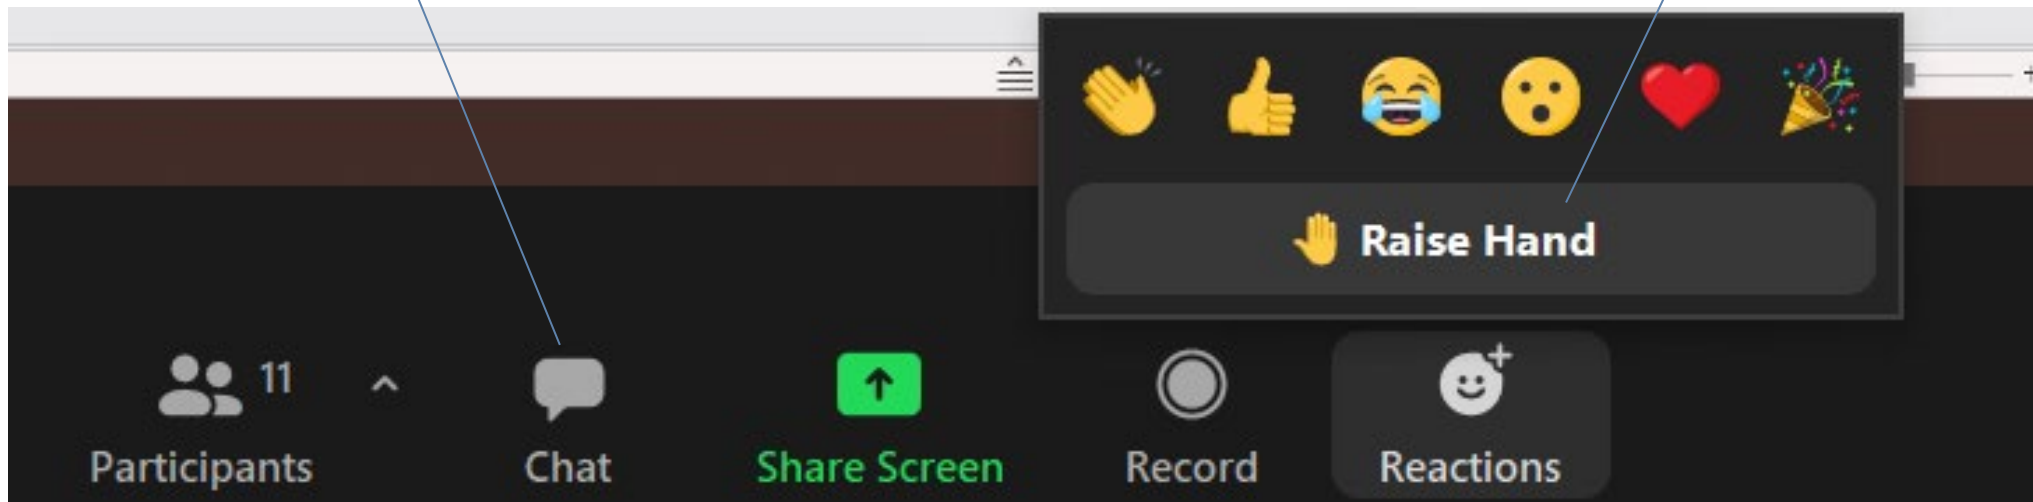 Raise Hand
11
Participants
Chat
Share Screen
Record
Reactions